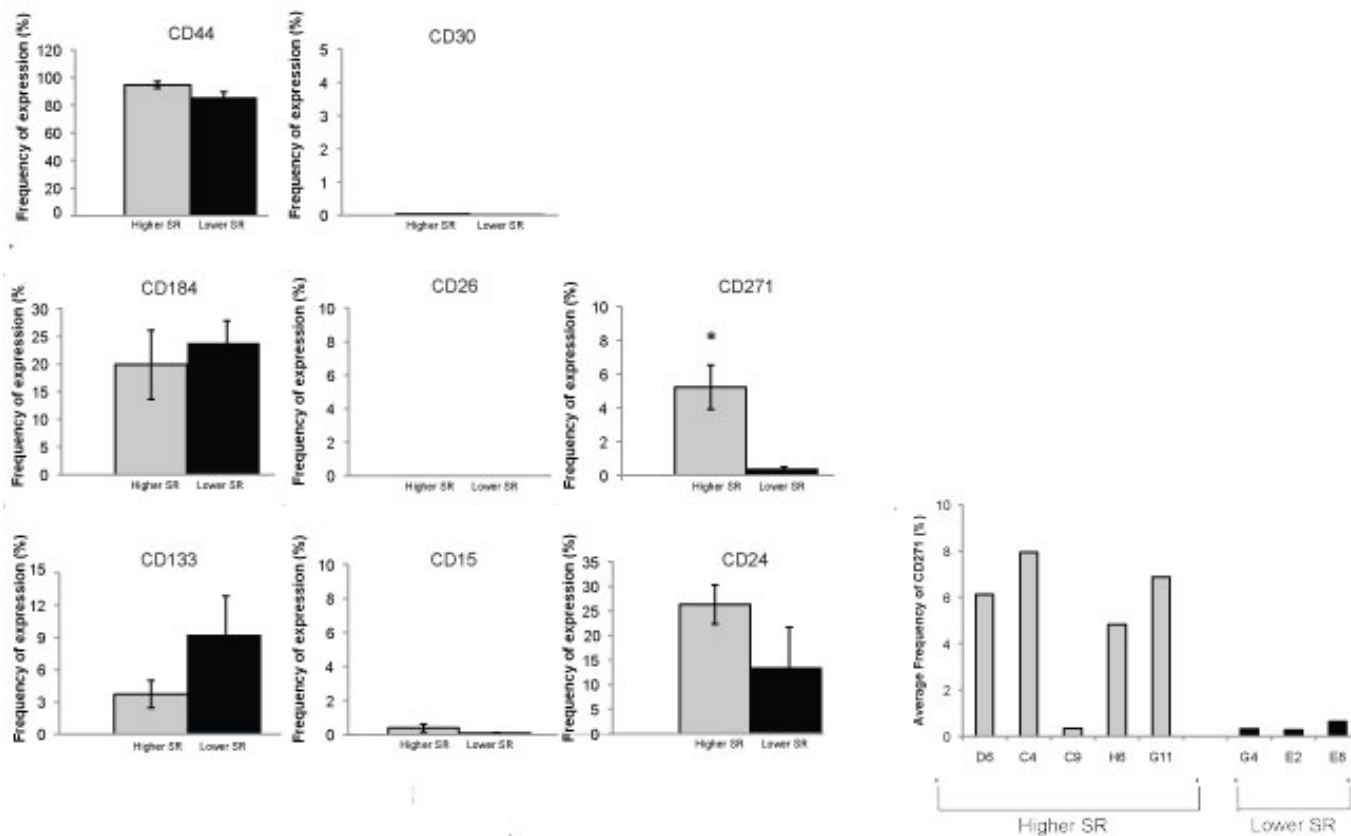 CD44
Frequency of expression (%)
120
100
80
60
40
20
0
Higher SR Lower SR
CD30
Frequency of expression (%)
5
4
3
2
1
0
Higher SR Lower SR
CD184
Frequency of expression (%
30
25
20
15
10
5
0
Higher SR Lower SR
CD26
Frequency of expression (%)
10
8
6
4
2
0
Higher SR Lower SR
CD271
Frequency of expression (%)
10
8
6
4
2
0
*
Higher SR Lower SR
CD133
Frequency of expression (%)
15
12
9
6
3
0
Higher SR Lower SR
CD15
Frequency of expression (%)
10
8
6
4
2
0
Higher SR Lower SR
CD24
Frequency of expression (%)
35
30
25
20
15
10
5
0
Higher SR Lower SR
Average Frequency of CD271 (%)
10
8
6
4
2
0
D6 C4 C9 H6 G11 G4 E2 E8
Higher SR Lower SR